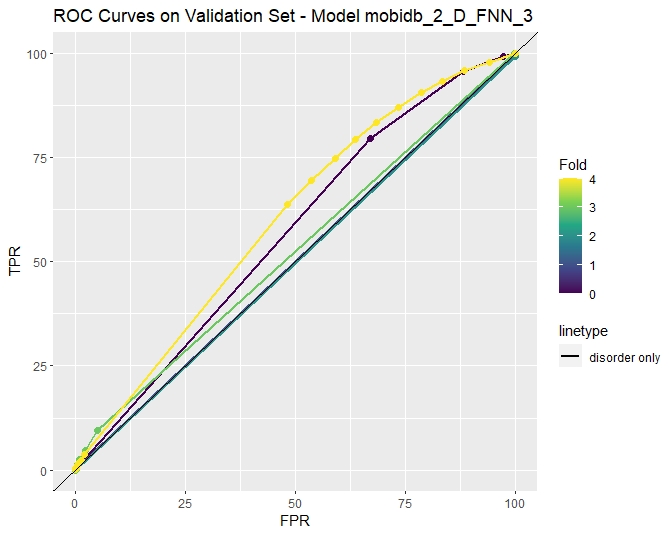 ROC Curves on Validation Set - Model mobidb_2_D_FNN_3
100
75
50
25
0
TPR
0
25
50
75
100
FPR
Fold
4
3
2
1
0
linetype
disorder only